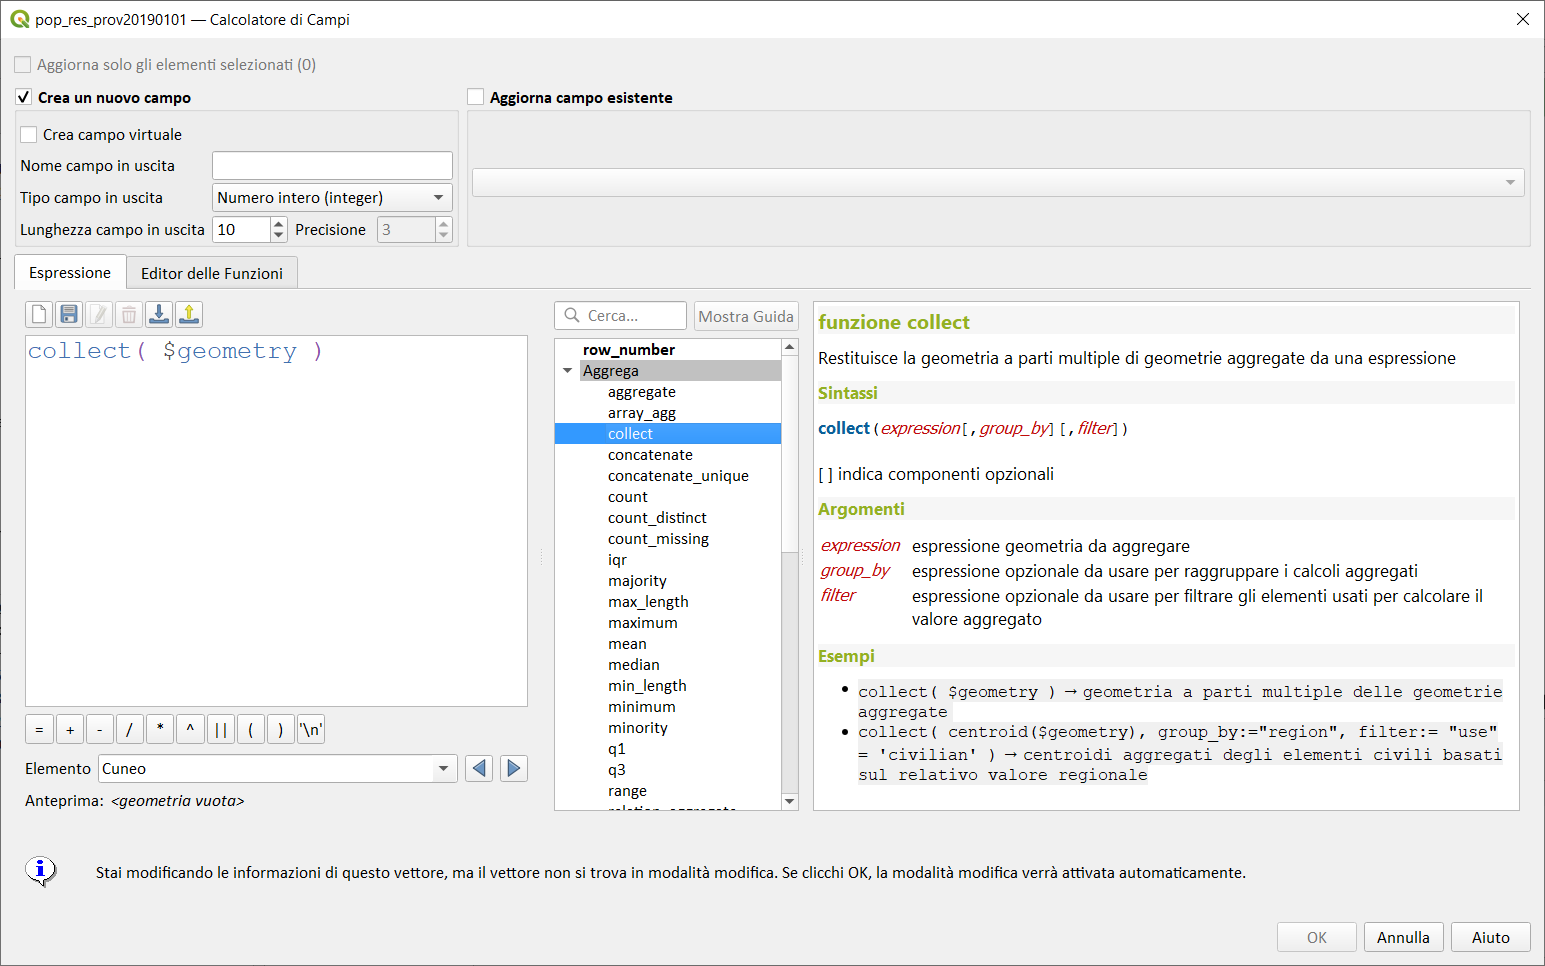 pop_res_prov20190101 — Calcolatore di Campi
Aggiorna solo gli elementi selezionati (0)
Crea un nuovo campo
Aggiorna campo esistente
Crea campo virtuale
Nome campo in uscita
Tipo campo in uscita
Numero intero (integer)
Lunghezza campo in uscita
10
Precisione
3
Espressione
Editor delle Funzioni
collect( $geometry )
=
+
-
/
*
^
||
(
)
'\n'
Elemento
Cuneo
Anteprima: <geometria vuota>
Cerca...
Mostra Guida
row_number
Aggrega
aggregate
array_agg
collect
concatenate
concatenate_unique
count
count_distinct
count_missing
iqr
majority
max_length
maximum
mean
median
min_length
minimum
minority
q1
q3
range
relation_aggregate
funzione collect
Restituisce la geometria a parti multiple di geometrie aggregate da una espressione
Sintassi
collect(expression[,group_by][,filter])
[ ] indica componenti opzionali
Argomenti
expression espressione geometria da aggregare
group_by espressione opzionale da usare per raggruppare i calcoli aggregati
filter espressione opzionale da usare per filtrare gli elementi usati per calcolare il
valore aggregato
Esempi
• collect( $geometry ) → geometria a parti multiple delle geometrie
aggregate
• collect( centroid($geometry), group_by:="region", filter:= "use"
= 'civilian' ) → centroidi aggregati degli elementi civili basati
sul relativo valore regionale
Stai modificando le informazioni di questo vettore, ma il vettore non si trova in modalità modifica. Se clicchi OK, la modalità modifica verrà attivata automaticamente.
OK
Annulla
Aiuto